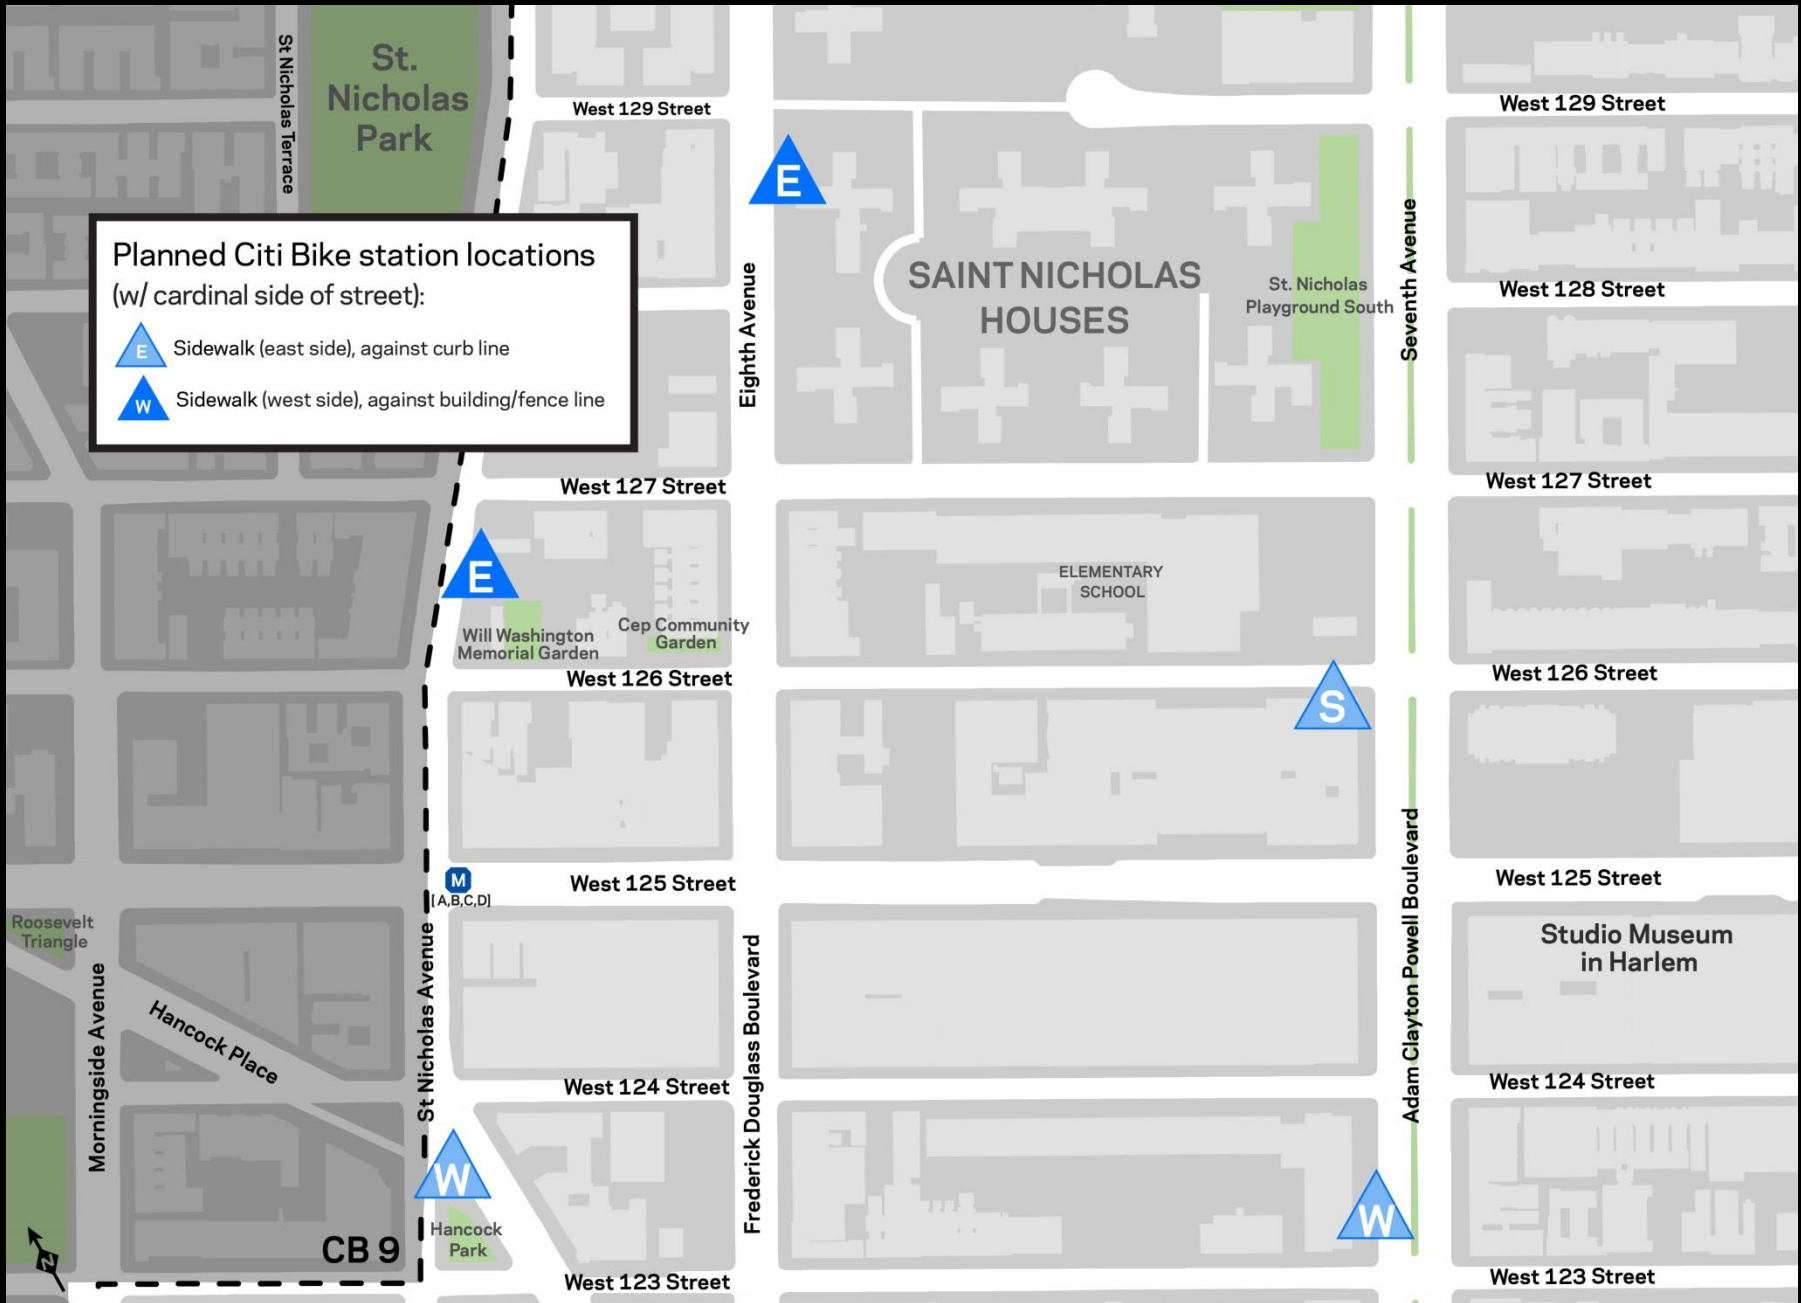 St Nicholas Terrace
St.
Nicholas
Park
West 129 Street
West 129 Street
E
Planned Citi Bike station locations
(w/ cardinal side of street):
E Sidewalk (east side), against curb line
W Sidewalk (west side), against building/fence line
Eighth Avenue
SAINT NICHOLAS
HOUSES
St. Nicholas
Playground South
Seventh Avenue
West 128 Street
West 127 Street
West 127 Street
E
ELEMENTARY
SCHOOL
Will Washington
Memorial Garden
Cep Community
Garden
West 126 Street
West 126 Street
S
M
[A,B,C,D]
West 125 Street
West 125 Street
Roosevelt
Triangle
Morningside Avenue
Hancock Place
St Nicholas Avenue
Frederick Douglass Boulevard
Adam Clayton Powell Boulevard
Studio Museum
in Harlem
West 124 Street
West 124 Street
W
W
Hancock
Park
N
CB 9
West 123 Street
West 123 Street